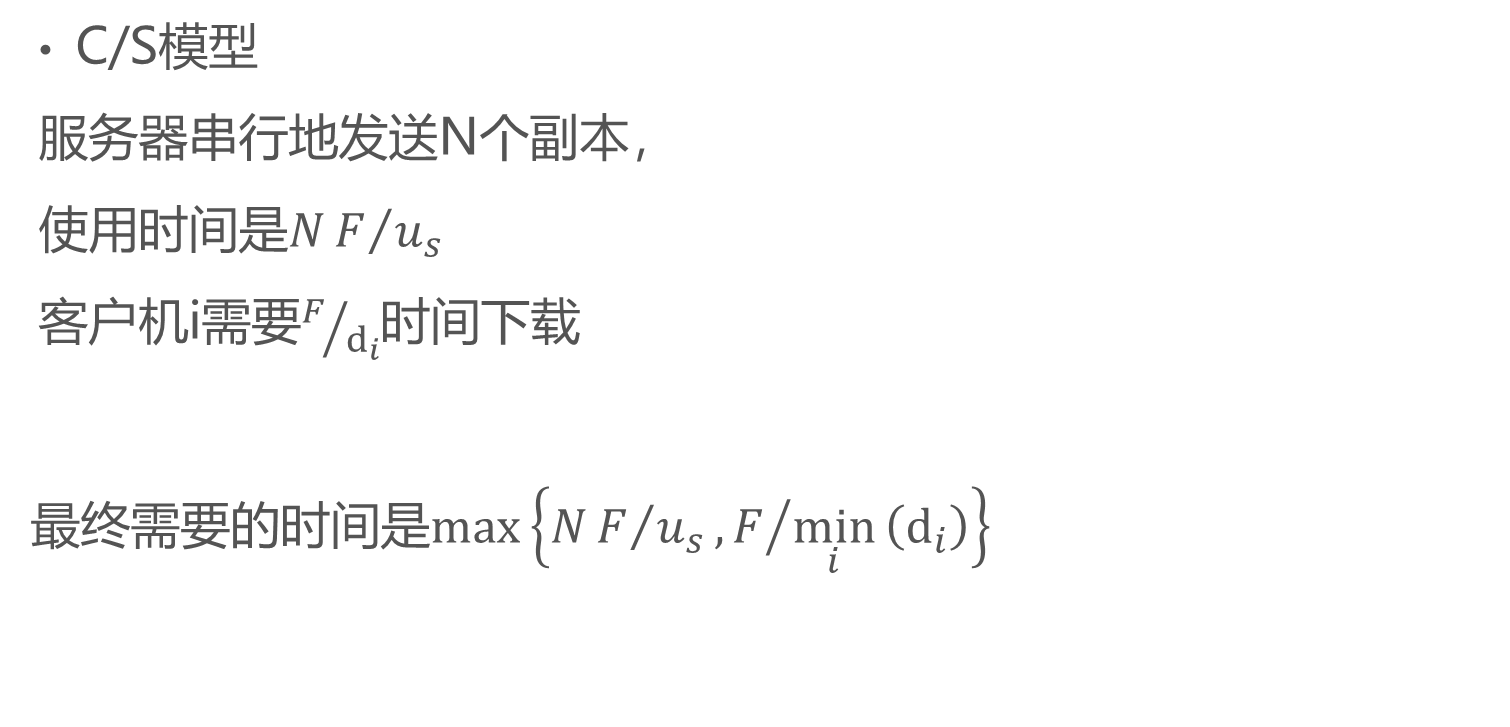 • C/S模型
服务器串行地发送N个副本,
使用时间是N F/uₛ
客户机i需要F/dᵢ时间下载
最终需要的时间是max{N F/uₛ , F/minᵢ (dᵢ)}